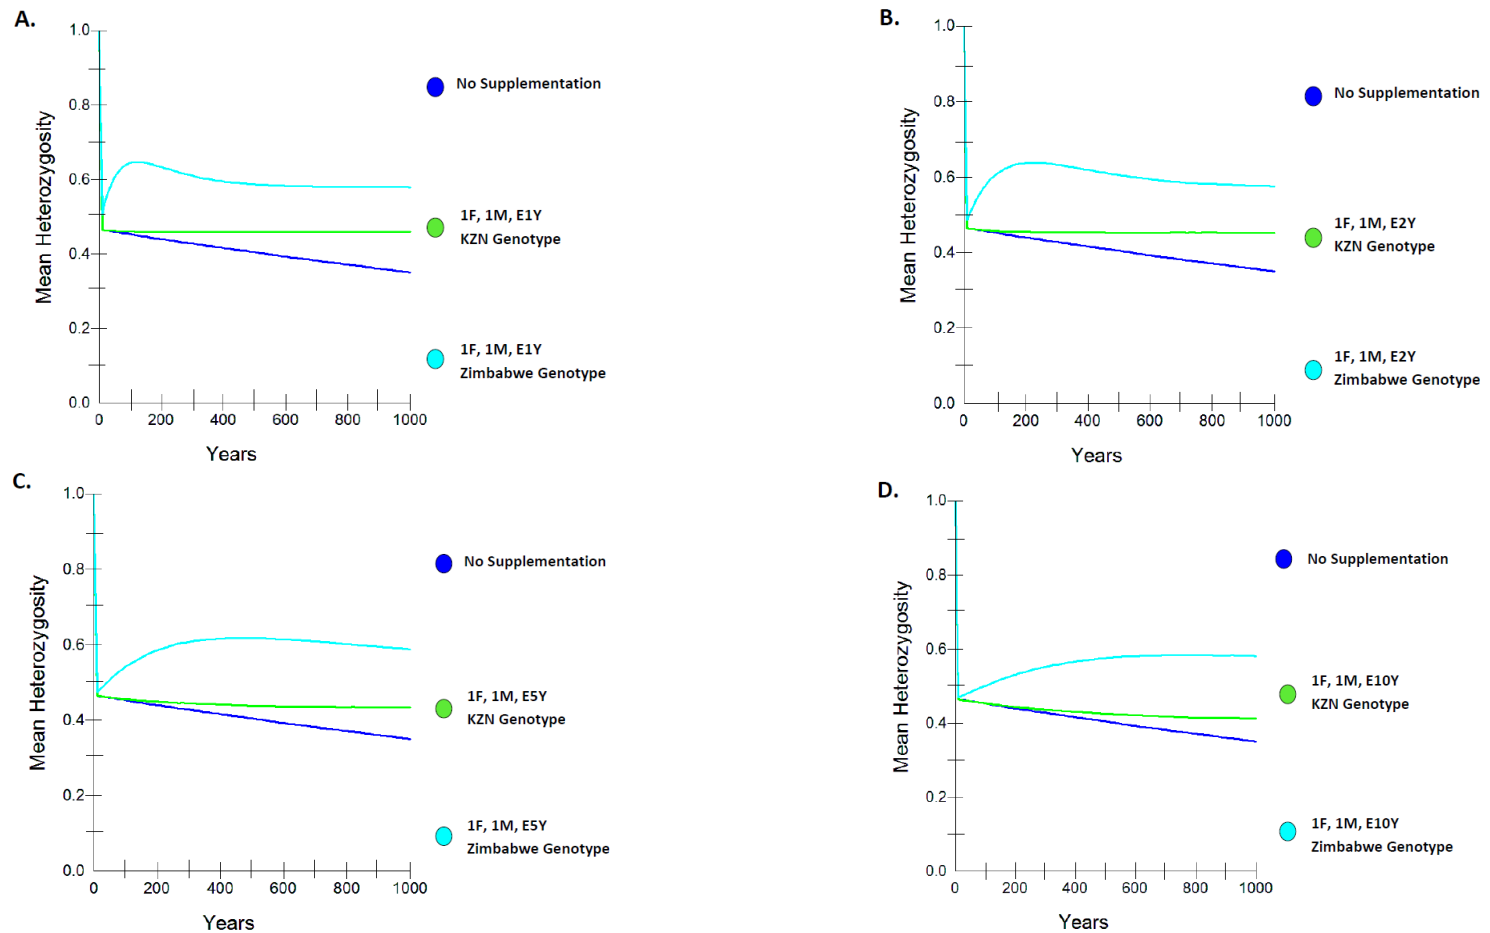 A.
1.0
0.8
0.6
0.4
0.2
0.0
Mean Heterozygosity
0 200 400 600 800 1000
Years
No Supplementation
1F, 1M, E1Y
KZN Genotype
1F, 1M, E1Y
Zimbabwe Genotype
B.
1.0
0.8
0.6
0.4
0.2
0.0
Mean Heterozygosity
0 200 400 600 800 1000
Years
No Supplementation
1F, 1M, E2Y
KZN Genotype
1F, 1M, E2Y
Zimbabwe Genotype
C.
1.0
0.8
0.6
0.4
0.2
0.0
Mean Heterozygosity
0 200 400 600 800 1000
Years
No Supplementation
1F, 1M, E5Y
KZN Genotype
1F, 1M, E5Y
Zimbabwe Genotype
D.
1.0
0.8
0.6
0.4
0.2
0.0
Mean Heterozygosity
0 200 400 600 800 1000
Years
No Supplementation
1F, 1M, E10Y
KZN Genotype
1F, 1M, E10Y
Zimbabwe Genotype